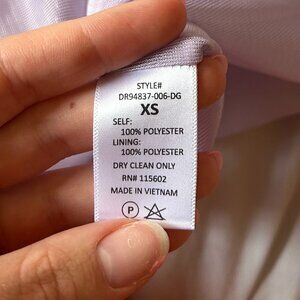 STYLE#
DR94837-006-DG
XS
SELF:
100% POLYESTER
LINING:
100% POLYESTER
DRY CLEAN ONLY
RN# 115602
MADE IN VIETNAM
P